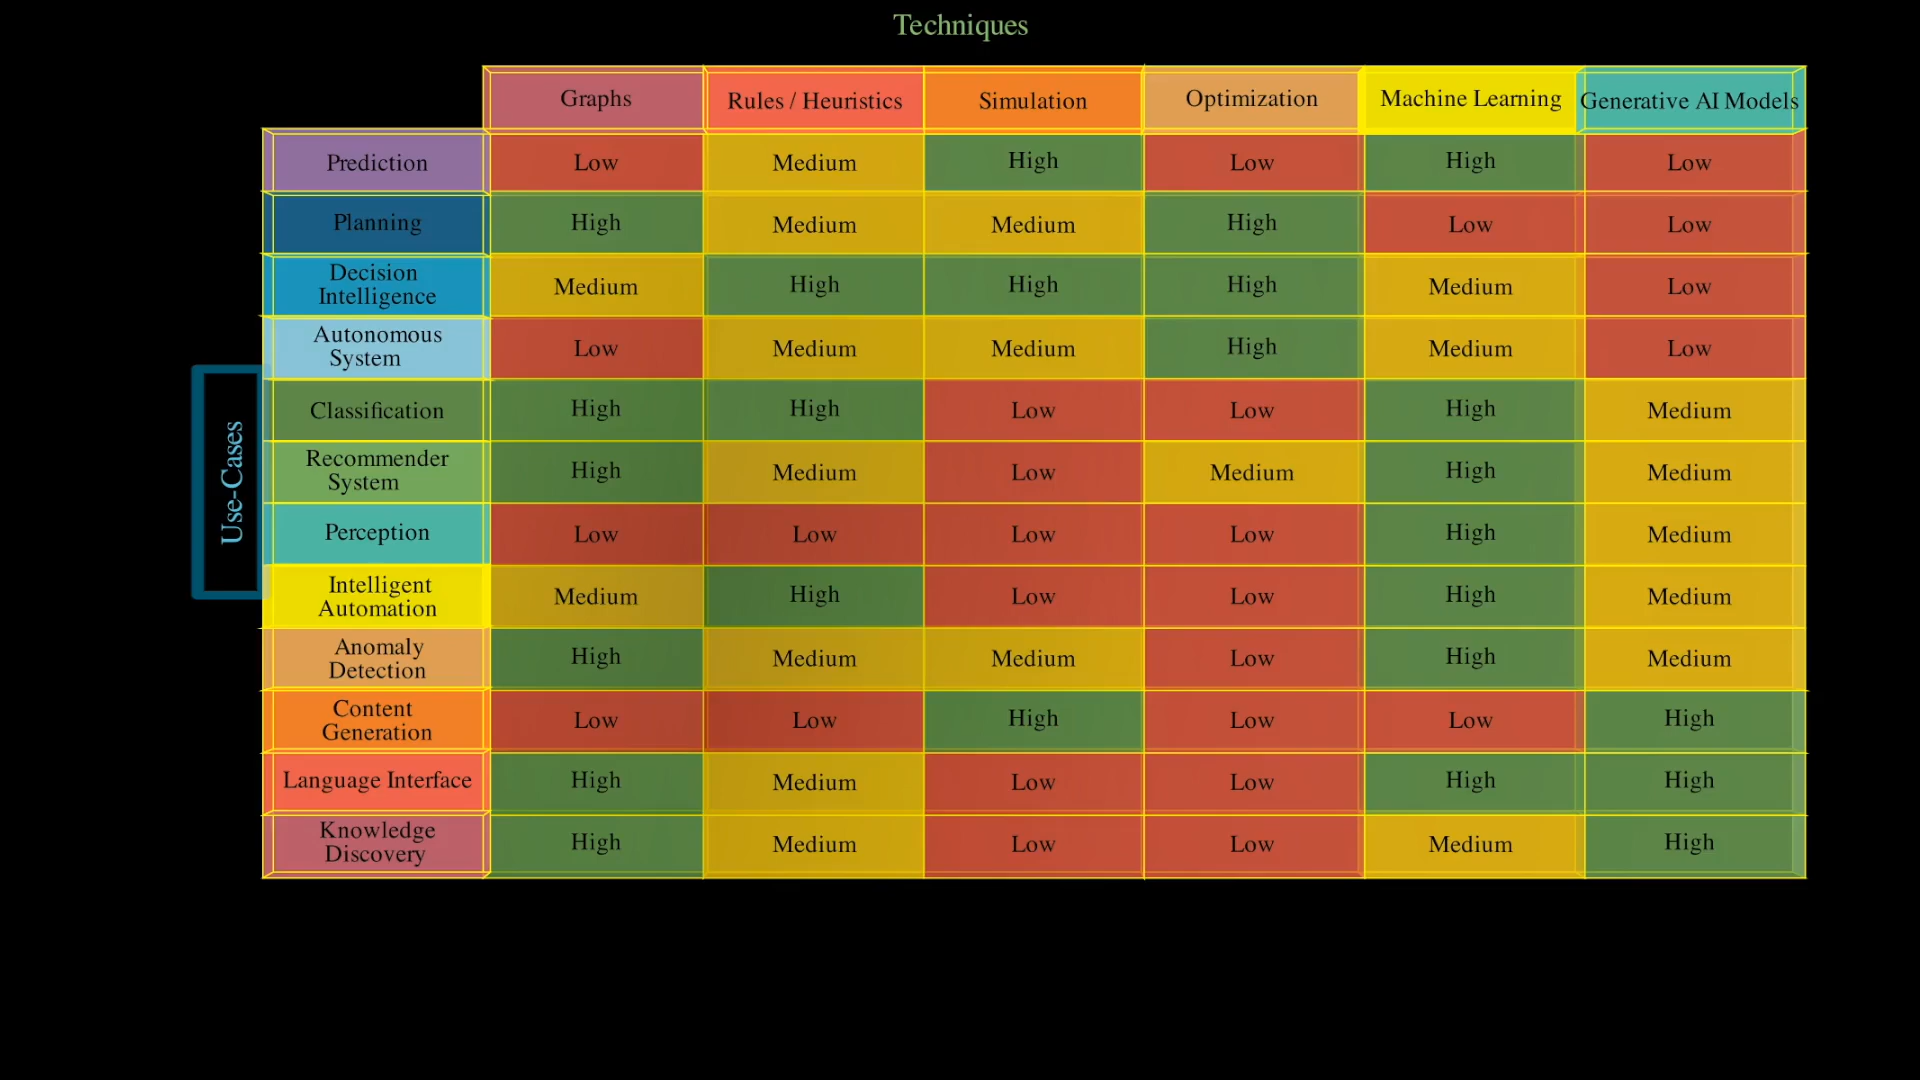 Techniques
Graphs Rules / Heuristics Simulation Optimization Machine Learning Generative AI Models
Prediction Low Medium High Low High Low
Planning High Medium Medium High Low Low
Decision
Intelligence Medium High High High Medium Low
Autonomous
System Low Medium Medium High Medium Low
Use-Cases
Classification High High Low Low High Medium
Recommender
System High Medium Low Medium High Medium
Perception Low Low Low Low High Medium
Intelligent
Automation Medium High Low Low High Medium
Anomaly
Detection High Medium Medium Low High Medium
Content
Generation Low Low High Low Low High
Language Interface High Medium Low Low High High
Knowledge
Discovery High Medium Low Low Medium High